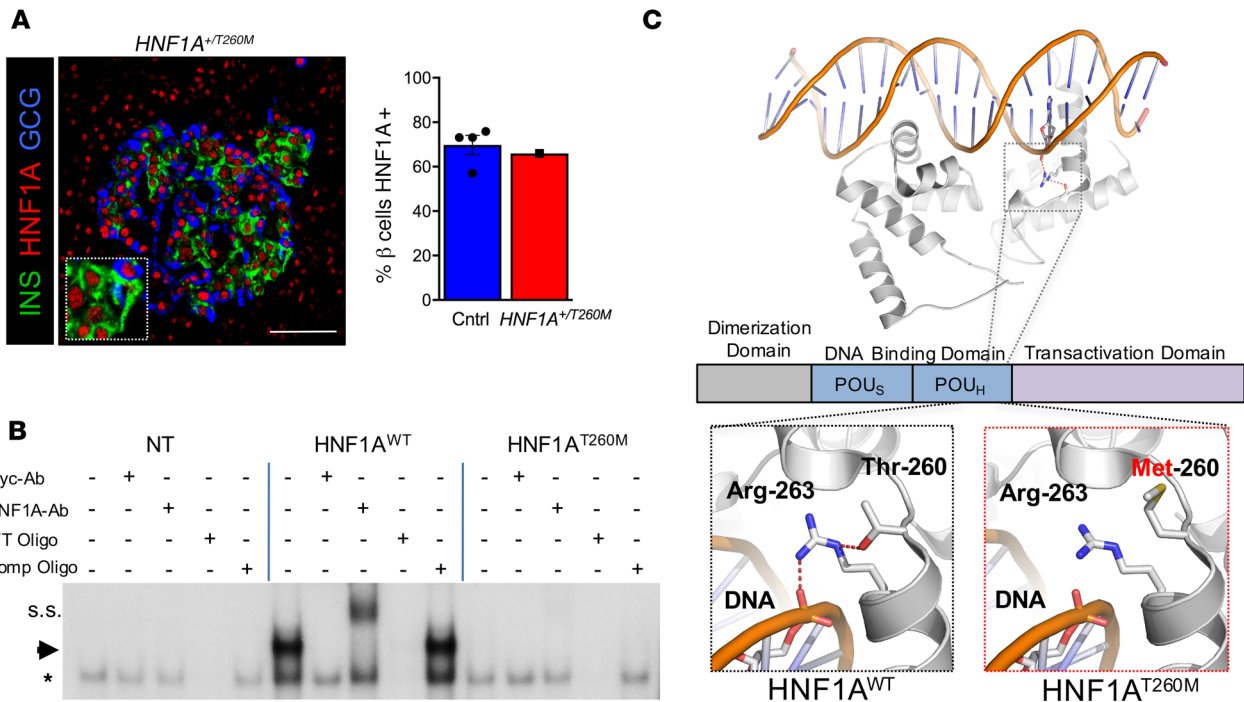 A
HNF1A+/T260M
INS HNF1A GCG
% β cells HNF1A+
100
80
60
40
20
0
Cntrl
HNF1A+/T260M
B
NT
HNF1AWT
HNF1AT260M
yc-Ab - + - - - - + - - - - + - - -
NF1A-Ab - - + - - - - + - - - - + - -
T Oligo - - - + - - - - + - - - - + -
omp Oligo - - - - + - - - - + - - - - +
s.s.
*
C
Dimerization
Domain
DNA Binding Domain
Transactivation Domain
POUS
POUH
Thr-260
Arg-263
DNA
HNF1AWT
Met-260
Arg-263
DNA
HNF1AT260M